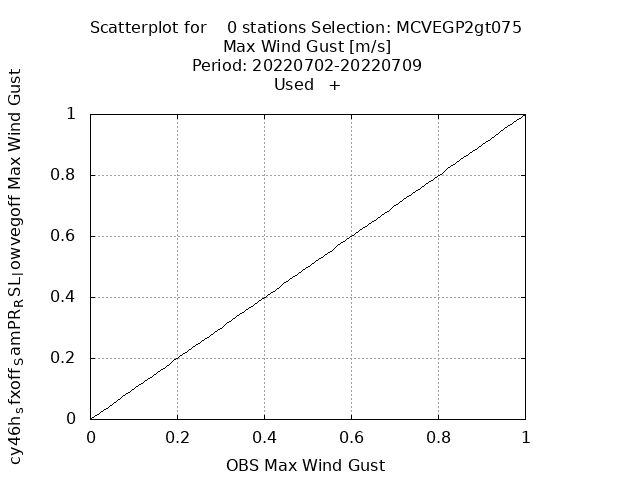 Scatterplot for 0 stations Selection: MCVEGP2gt075
Max Wind Gust [m/s]
Period: 20220702-20220709
Used +
1
0.8
0.6
0.4
0.2
0
0 0.2 0.4 0.6 0.8 1
OBS Max Wind Gust
cy46hsfxoffsamPRRSL|owvegoff Max Wind Gust